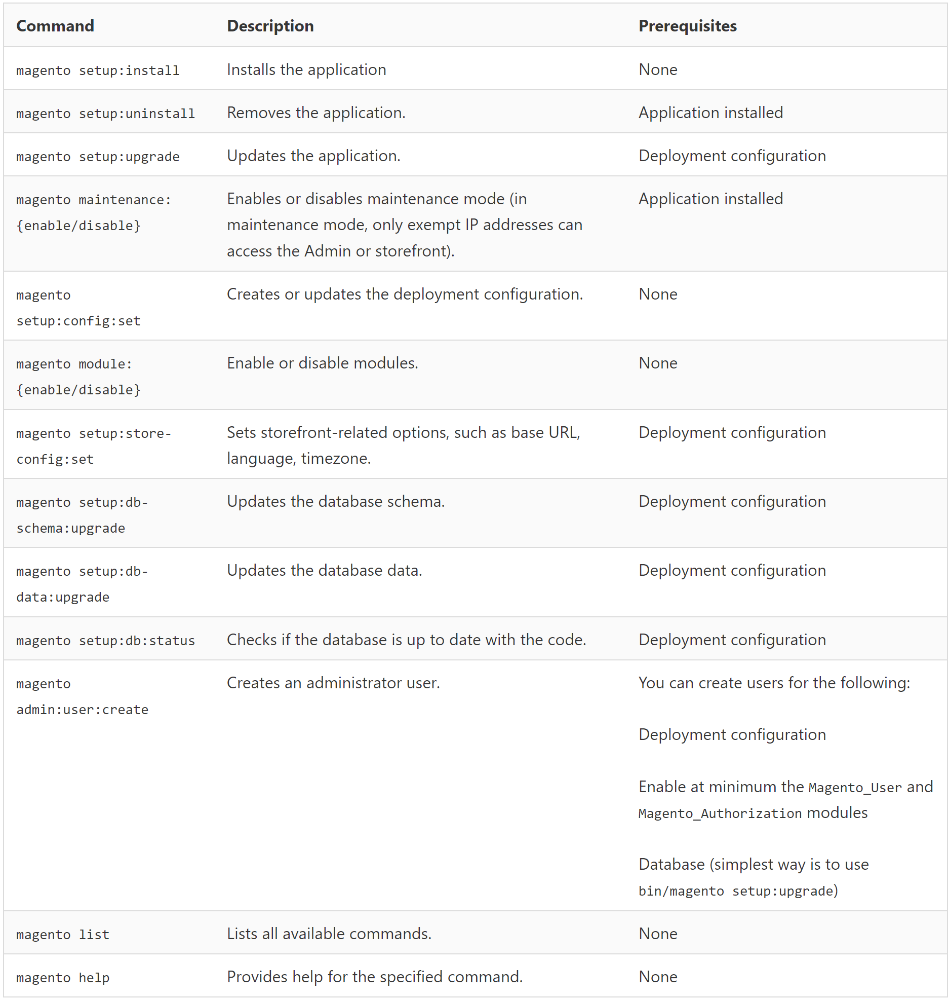 Command Description Prerequisites
magento setup:install Installs the application None
magento setup:uninstall Removes the application. Application installed
magento setup:upgrade Updates the application. Deployment configuration
magento maintenance: Enables or disables maintenance mode (in Application installed
{enable/disable} maintenance mode, only exempt IP addresses can
access the Admin or storefront).
magento Creates or updates the deployment configuration. None
setup:config:set
magento module: Enable or disable modules. None
{enable/disable}
magento setup:store- Sets storefront-related options, such as base URL, Deployment configuration
config:set language, timezone.
magento setup:db- Updates the database schema. Deployment configuration
schema:upgrade
magento setup:db- Updates the database data. Deployment configuration
data:upgrade
magento setup:db:status Checks if the database is up to date with the code. Deployment configuration
magento Creates an administrator user. You can create users for the following:
admin:user:create
Deployment configuration
Enable at minimum the Magento_User and
Magento_Authorization modules
Database (simplest way is to use
bin/magento setup:upgrade)
magento list Lists all available commands. None
magento help Provides help for the specified command. None